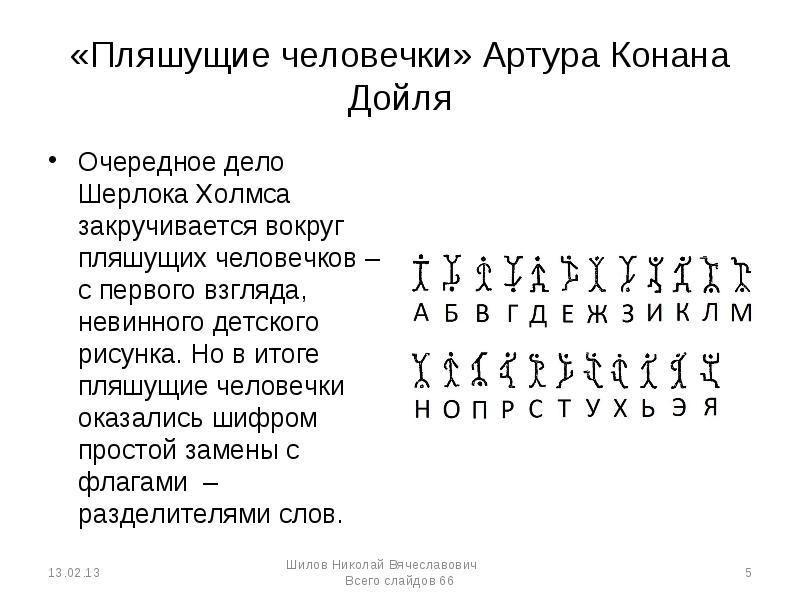 «Пляшущие человечки» Артура Конана
Дойля
• Очередное дело
Шерлока Холмса
закручивается вокруг
пляшущих человечков –
с первого взгляда,
невинного детского
рисунка. Но в итоге
пляшущие человечки
оказались шифром
простой замены с
флагами –
разделителями слов.
А Б В Г Д Е Ж З И К Л М
Н О П Р С Т У Х Ь Э Я
13.02.13
Шилов Николай Вячеславович
Всего слайдов 66
5